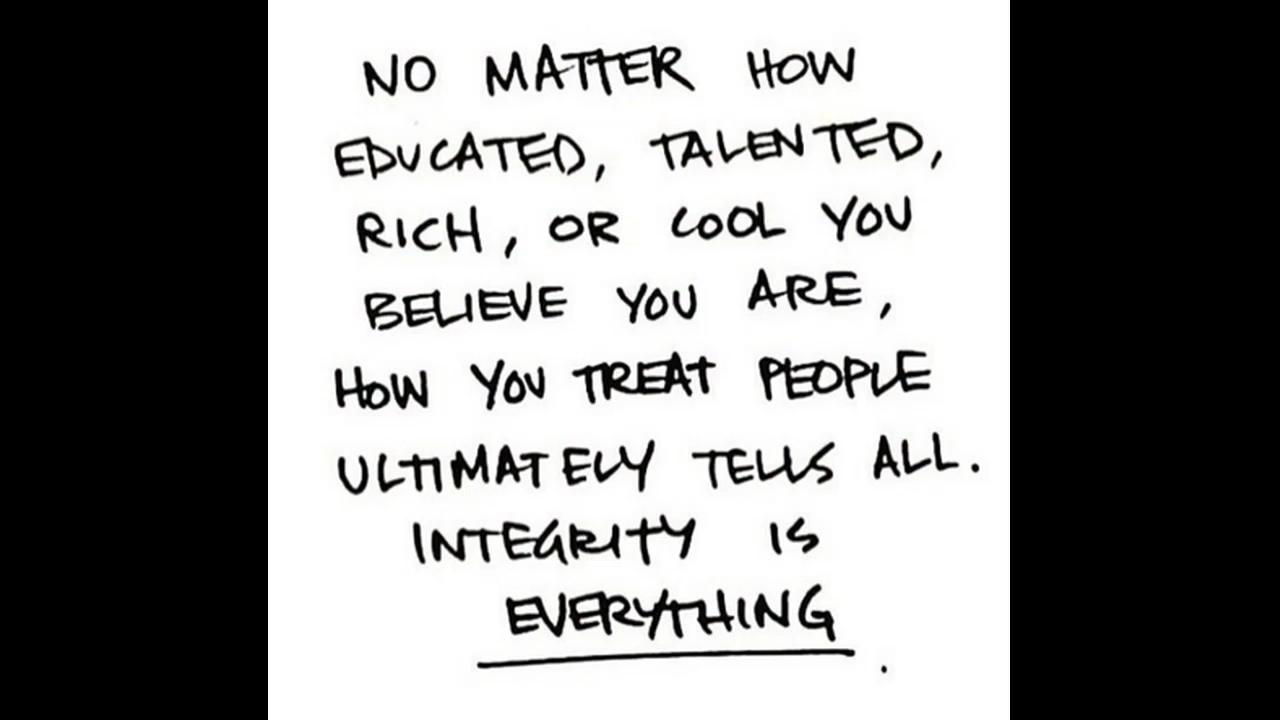 NO MATTER HOW
EDUCATED, TALENTED,
RICH, OR COOL YOU
BELIEVE YOU ARE,
HOW YOU TREAT PEOPLE
ULTIMATELY TELLS ALL.
INTEGRITY IS
EVERYTHING.